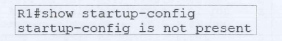 R1#show startup-config
startup-config is not present